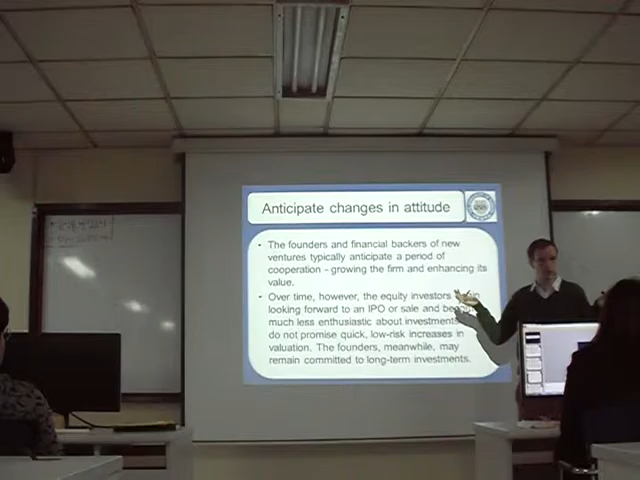 Anticipate changes in attitude
• The founders and financial backers of new
ventures typically anticipate a period of
cooperation - growing the firm and enhancing its
value.
• Over time, however, the equity investors
looking forward to an IPO or sale and
much less enthusiastic about investments
do not promise quick, low-risk increases in
valuation. The founders, meanwhile, may
remain committed to long-term investments.